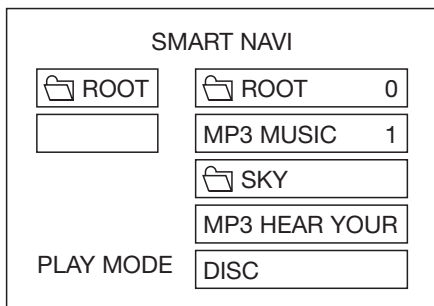 SMART NAVI
ROOT ROOT 0
MP3 MUSIC 1
SKY
MP3 HEAR YOUR
PLAY MODE DISC